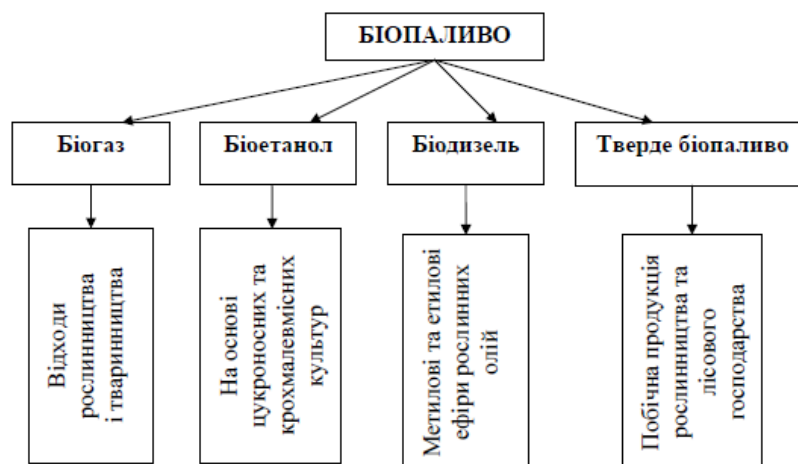 БІОПАЛИВО
Біогаз
Біоетанол
Біодизель
Тверде біопаливо
Відходи
рослинництва
і тваринництва
На основі
цукроносних та
крохмалевмісних
культур
Метилові та етилові
ефіри рослинних
олій
Побічна продукція
рослинництва та
лісового
господарства